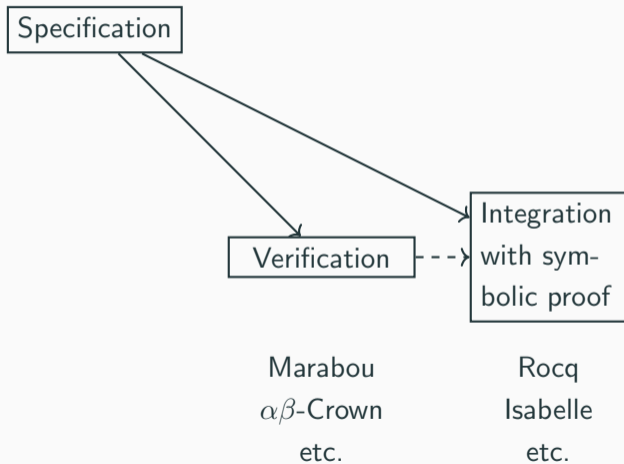 Specification
Integration
with sym-
bolic proof
Verification
Marabou
αβ-Crown
etc.
Rocq
Isabelle
etc.